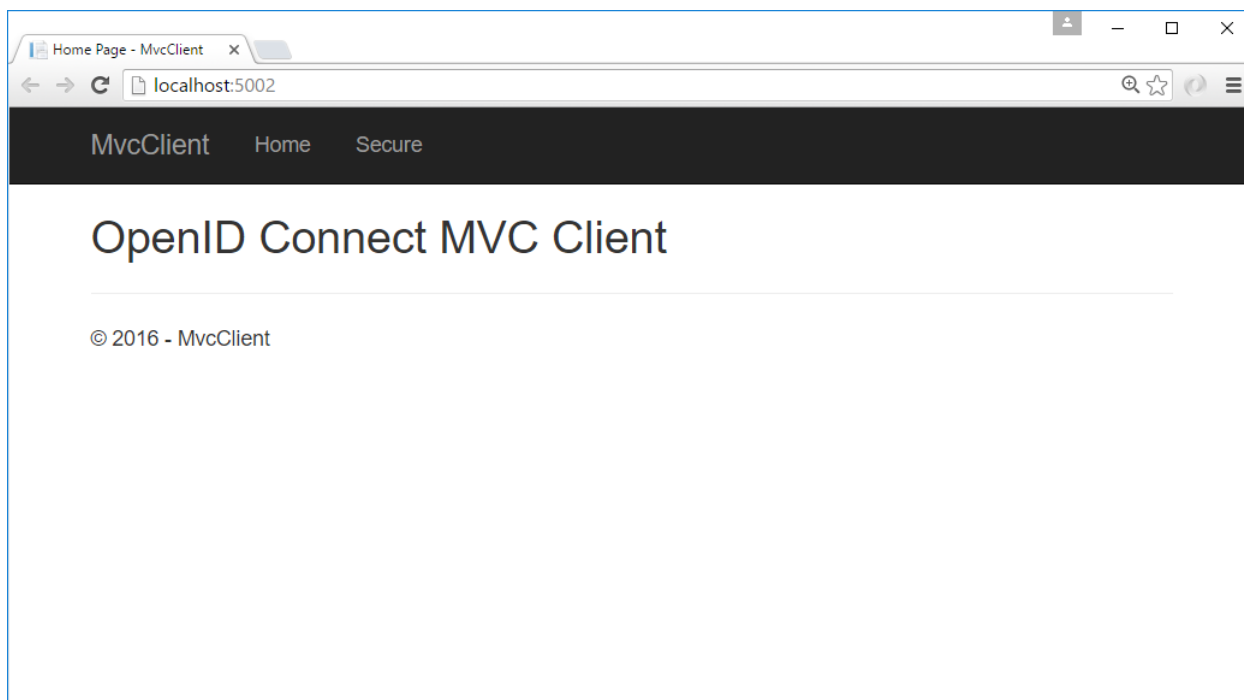 Home Page - MvcClient
localhost:5002
MvcClient Home Secure
OpenID Connect MVC Client
© 2016 - MvcClient